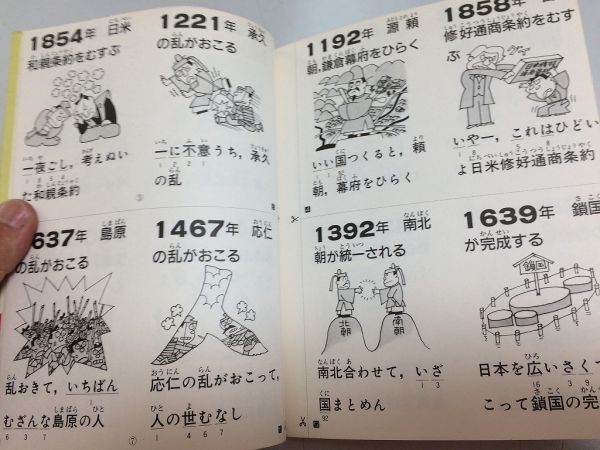 1854年 日米
和親条約をむすぶ
一夜ごし, 考えぬい
た和親条約
1221年 承久
の乱がおこる
一に不意うち, 承久
の乱
1192年 源頼
朝, 鎌倉幕府をひらく
いい国つくると, 頼
朝, 幕府をひらく
1858年
修好通商条約をむす
ぶ
いやー, これはひどい
よ日米修好通商条約
637年 島原
の乱がおこる
乱おきて, いちばん
むざんな島原の人
1467年 応仁
の乱がおこる
応仁の乱がおこって,
人の世むなし
⑦
1392年 南北
朝が統一される
北朝
南朝
南北合わせて, いざ
国まとめん
1639年 鎖国
が完成する
鎖国
日本を広いさく
こって鎖国の完